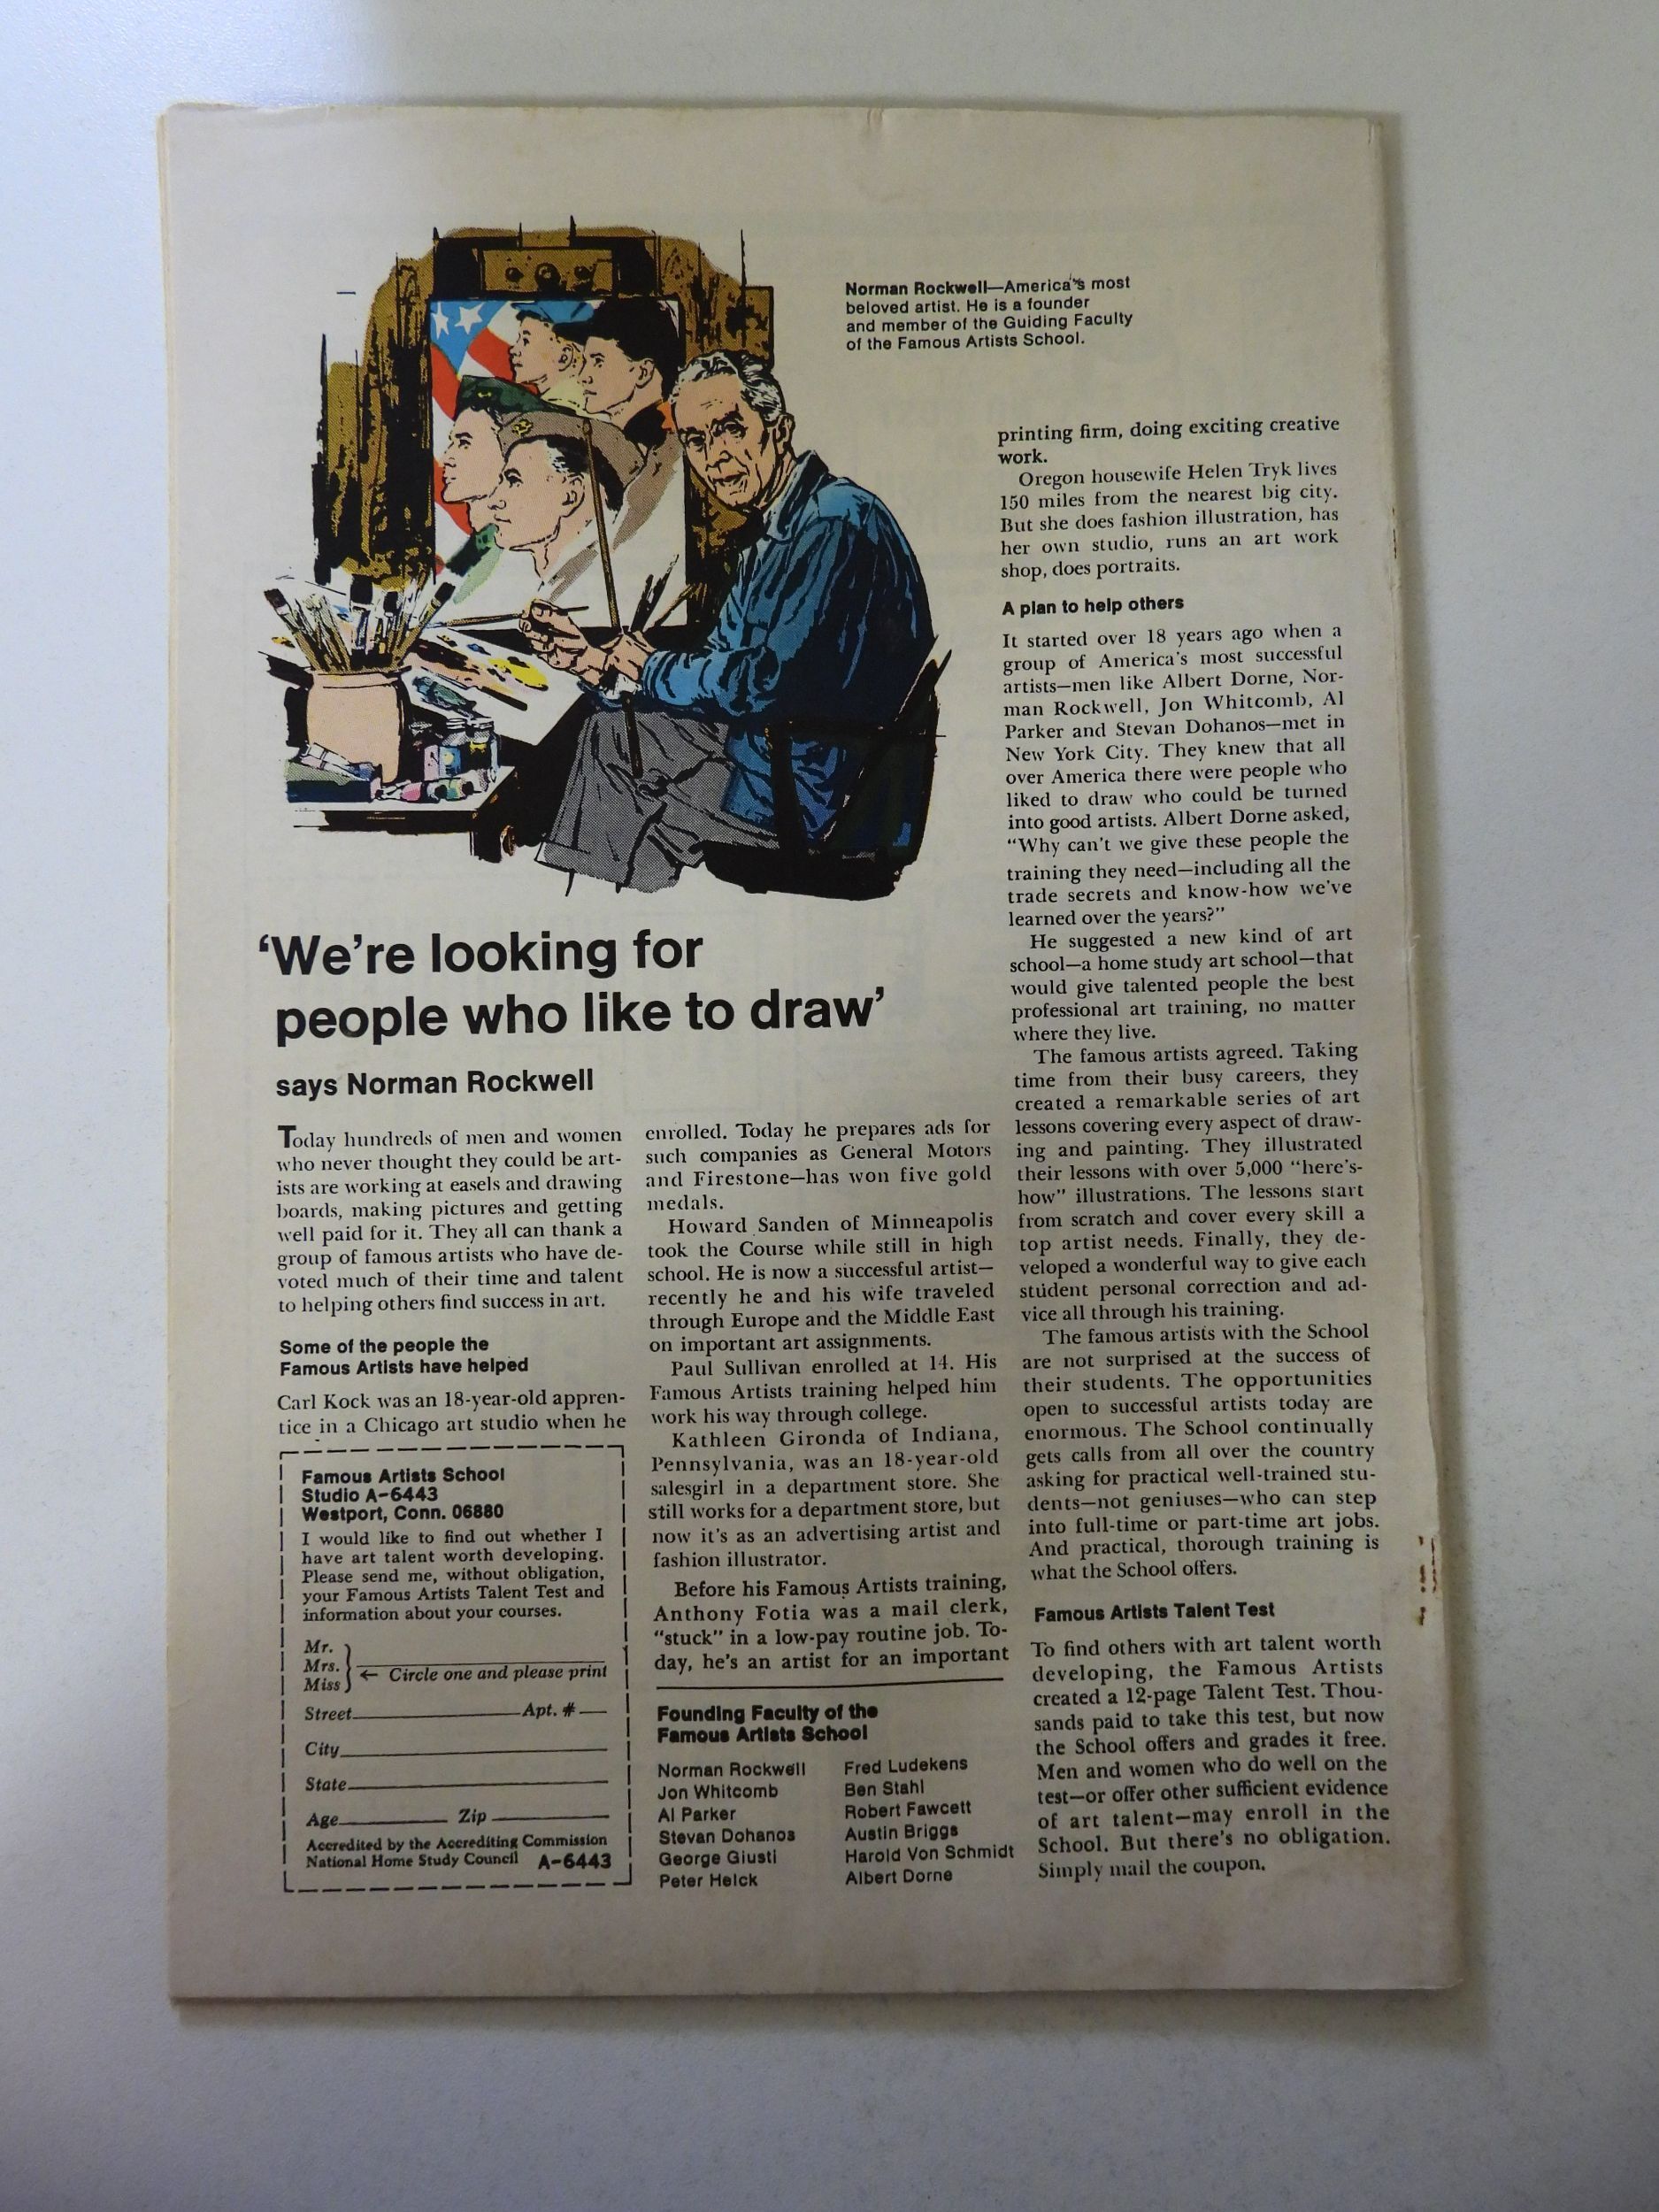 Norman Rockwell—America's most
beloved artist. He is a founder
and member of the Guiding Faculty
of the Famous Artists School.
'We're looking for
people who like to draw'
says Norman Rockwell
Today hundreds of men and women
who never thought they could be art-
ists are working at easels and drawing
boards, making pictures and getting
well paid for it. They all can thank a
group of famous artists who have de-
voted much of their time and talent
to helping others find success in art.
Some of the people the
Famous Artists have helped
Carl Kock was an 18-year-old appren-
tice in a Chicago art studio when he
enrolled. Today he prepares ads for
such companies as General Motors
and Firestone—has won five gold
medals.
Howard Sanden of Minneapolis
took the Course while still in high
school. He is now a successful artist—
recently he and his wife traveled
through Europe and the Middle East
on important art assignments.
Paul Sullivan enrolled at 14. His
Famous Artists training helped him
work his way through college.
Kathleen Gironda of Indiana,
Pennsylvania, was an 18-year-old
salesgirl in a department store. She
still works for a department store, but
now it's as an advertising artist and
fashion illustrator.
Before his Famous Artists training,
Anthony Fotia was a mail clerk,
"stuck" in a low-pay routine job. To-
day, he's an artist for an important
printing firm, doing exciting creative
work.
Oregon housewife Helen Tryk lives
150 miles from the nearest big city.
But she does fashion illustration, has
her own studio, runs an art work
shop, does portraits.
A plan to help others
It started over 18 years ago when a
group of America's most successful
artists—men like Albert Dorne, Nor-
man Rockwell, Jon Whitcomb, Al
Parker and Stevan Dohanos—met in
New York City. They knew that all
over America there were people who
liked to draw who could be turned
into good artists. Albert Dorne asked,
"Why can't we give these people the
training they need—including all the
trade secrets and know-how we've
learned over the years?"
He suggested a new kind of art
school—a home study art school—that
would give talented people the best
professional art training, no matter
where they live.
The famous artists agreed. Taking
time from their busy careers, they
created a remarkable series of art
lessons covering every aspect of draw-
ing and painting. They illustrated
their lessons with over 5,000 "here's-
how" illustrations. The lessons start
from scratch and cover every skill a
top artist needs. Finally, they de-
veloped a wonderful way to give each
student personal correction and ad-
vice all through his training.
The famous artists with the School
are not surprised at the success of
their students. The opportunities
open to successful artists today are
enormous. The School continually
gets calls from all over the country
asking for practical well-trained stu-
dents—not geniuses—who can step
into full-time or part-time art jobs.
And practical, thorough training is
what the School offers.
Famous Artists Talent Test
To find others with art talent worth
developing, the Famous Artists
created a 12-page Talent Test. Thou-
sands paid to take this test, but now
the School offers and grades it free.
Men and women who do well on the
test—or offer other sufficient evidence
of art talent—may enroll in the
School. But there's no obligation.
Simply mail the coupon.
Famous Artists School
Studio A-6443
Westport, Conn. 06880
I would like to find out whether I
have art talent worth developing.
Please send me, without obligation,
your Famous Artists Talent Test and
information about your courses.
Mr.
Mrs.
Miss
← Circle one and please print
Street Apt. #
City
State
Age Zip
Accredited by the Accrediting Commission
National Home Study Council A-6443
Founding Faculty of the
Famous Artists School
Norman Rockwell
Jon Whitcomb
Al Parker
Stevan Dohanos
George Giusti
Peter Helck
Fred Ludekens
Ben Stahl
Robert Fawcett
Austin Briggs
Harold Von Schmidt
Albert Dorne